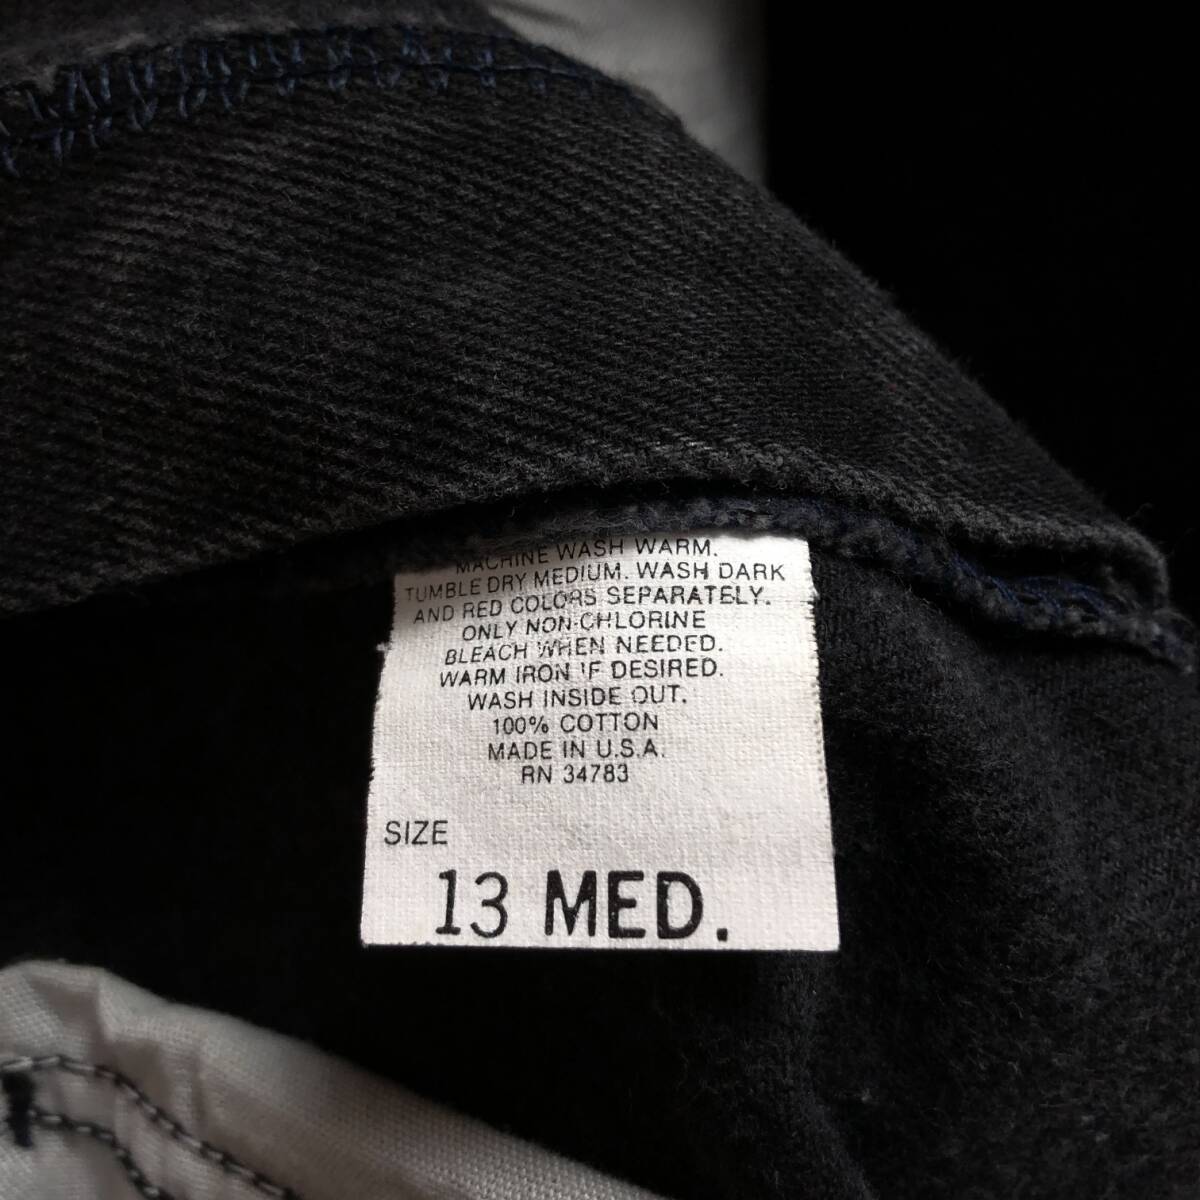 MACHINE WASH WARM.
TUMBLE DRY MEDIUM. WASH DARK
AND RED COLORS SEPARATELY.
ONLY NON-CHLORINE
BLEACH WHEN NEEDED.
WARM IRON IF DESIRED.
WASH INSIDE OUT.
100% COTTON
MADE IN U.S.A.
RN 34783
SIZE
13 MED.